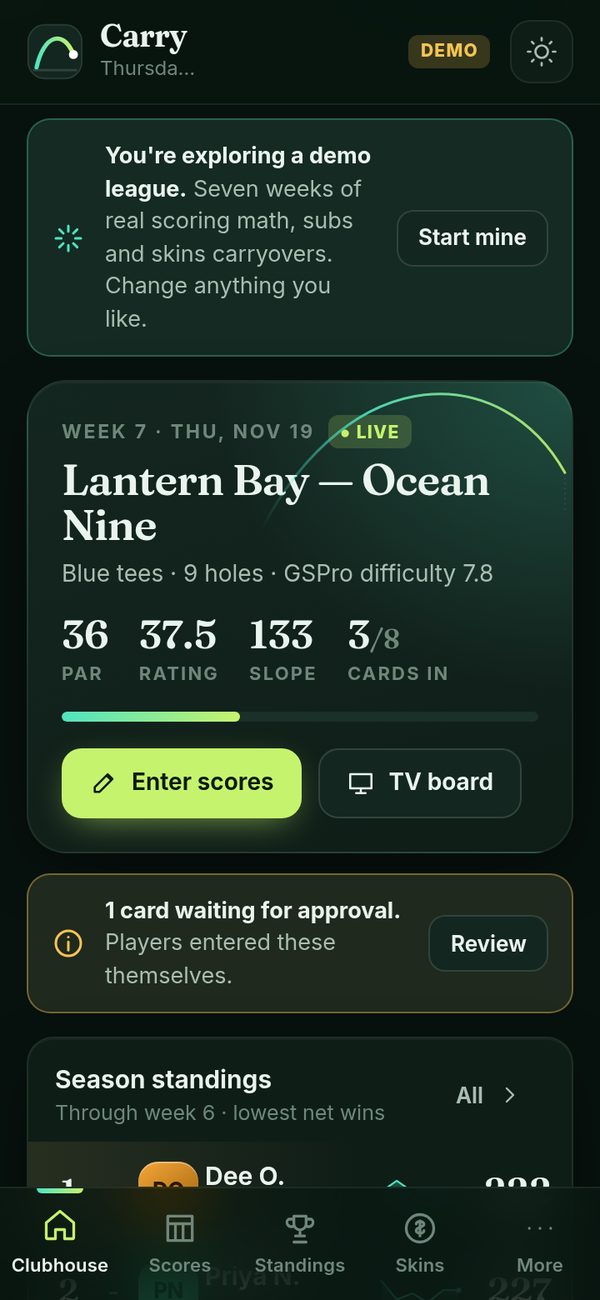 Carry
Thursda...
DEMO
You're exploring a demo
league. Seven weeks of
real scoring math, subs
and skins carryovers.
Change anything you
like.
Start mine
WEEK 7 · THU, NOV 19
LIVE
Lantern Bay — Ocean
Nine
Blue tees · 9 holes · GSPro difficulty 7.8
36
PAR
37.5
RATING
133
SLOPE
3/8
CARDS IN
Enter scores
TV board
1 card waiting for approval.
Players entered these
themselves.
Review
Season standings
Through week 6 · lowest net wins
All
Dee O.
Clubhouse
Scores
Standings
Skins
More
2
PN
Priya N.
227